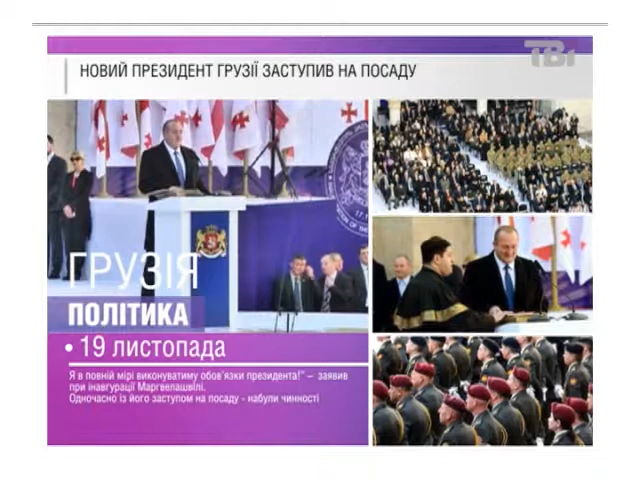 ТВі
НОВИЙ ПРЕЗИДЕНТ ГРУЗІЇ ЗАСТУПИВ НА ПОСАДУ
ГРУЗІЯ
ПОЛІТИКА
• 19 листопада
Я в повній мірі виконуватиму обов'язки президента!" – заявив
при інавгурації Маргвелашвілі.
Одночасно із його заступом на посаду - набули чинності